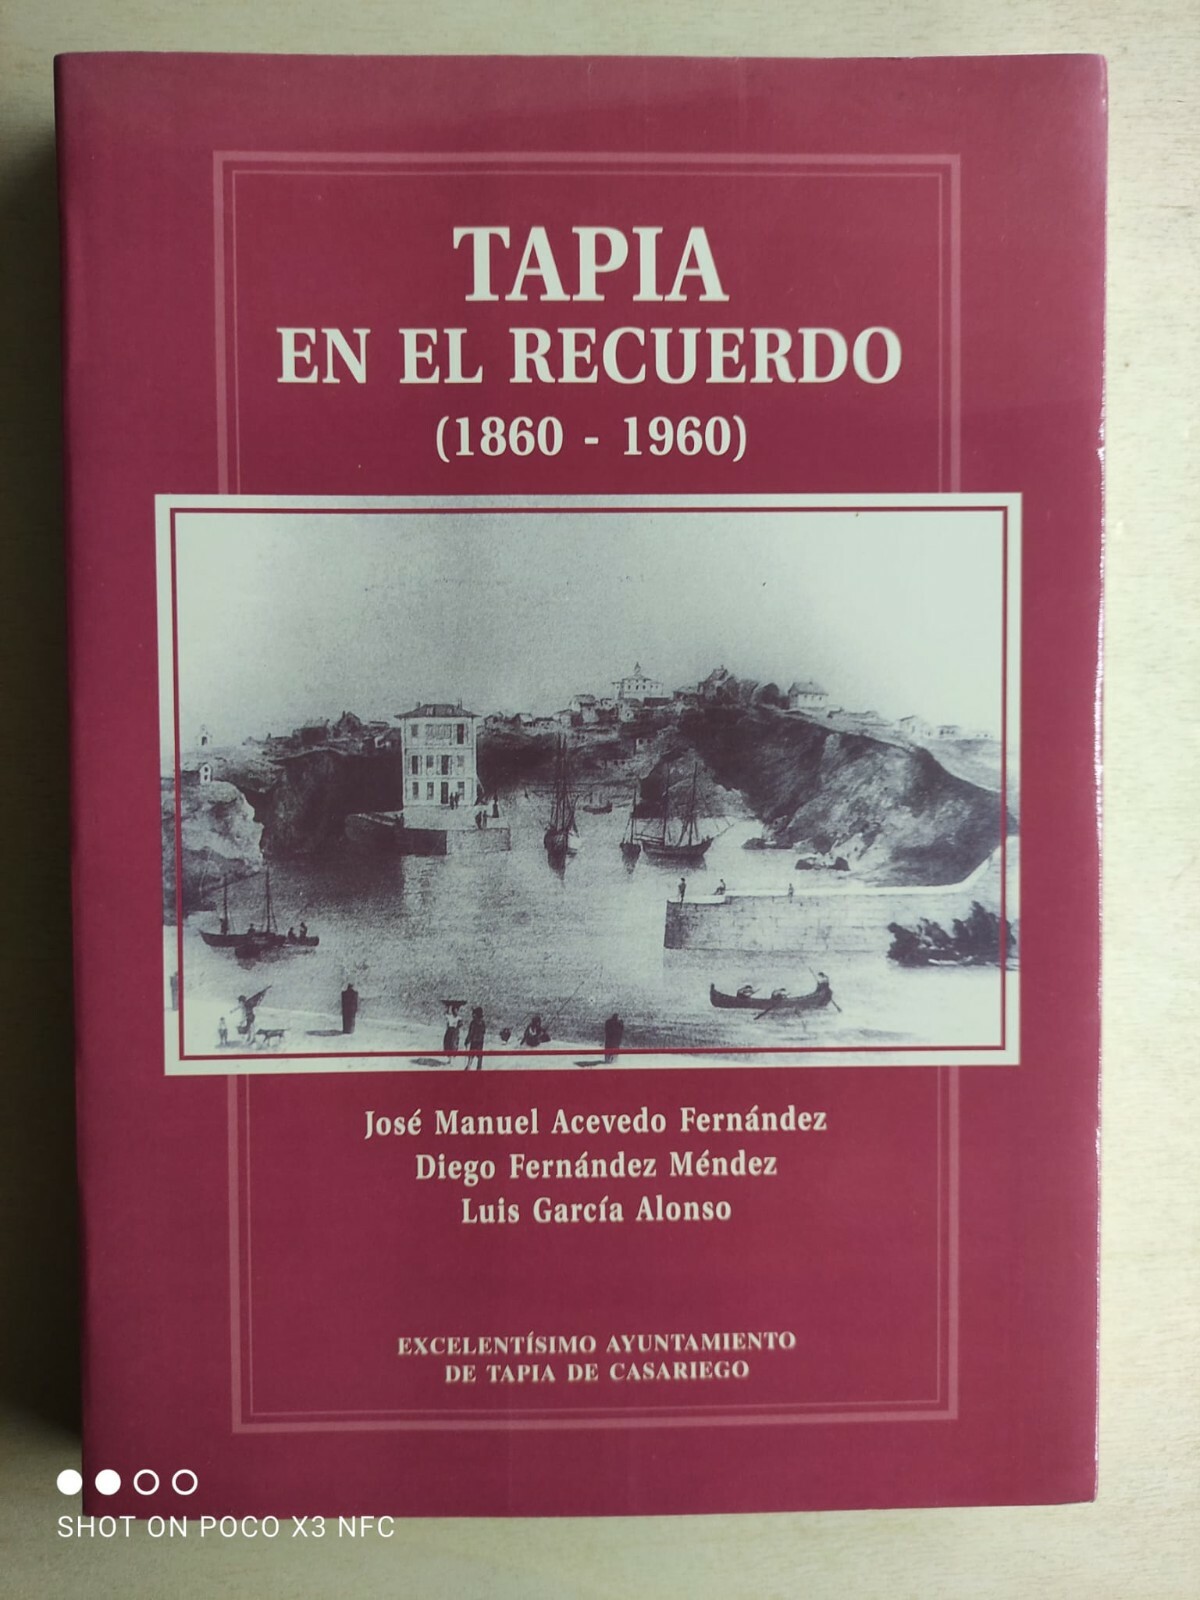 TAPIA
EN EL RECUERDO
(1860 - 1960)
José Manuel Acevedo Fernández
Diego Fernández Méndez
Luis García Alonso
EXCELENTÍSIMO AYUNTAMIENTO
DE TAPIA DE CASARIEGO
SHOT ON POCO X3 NFC